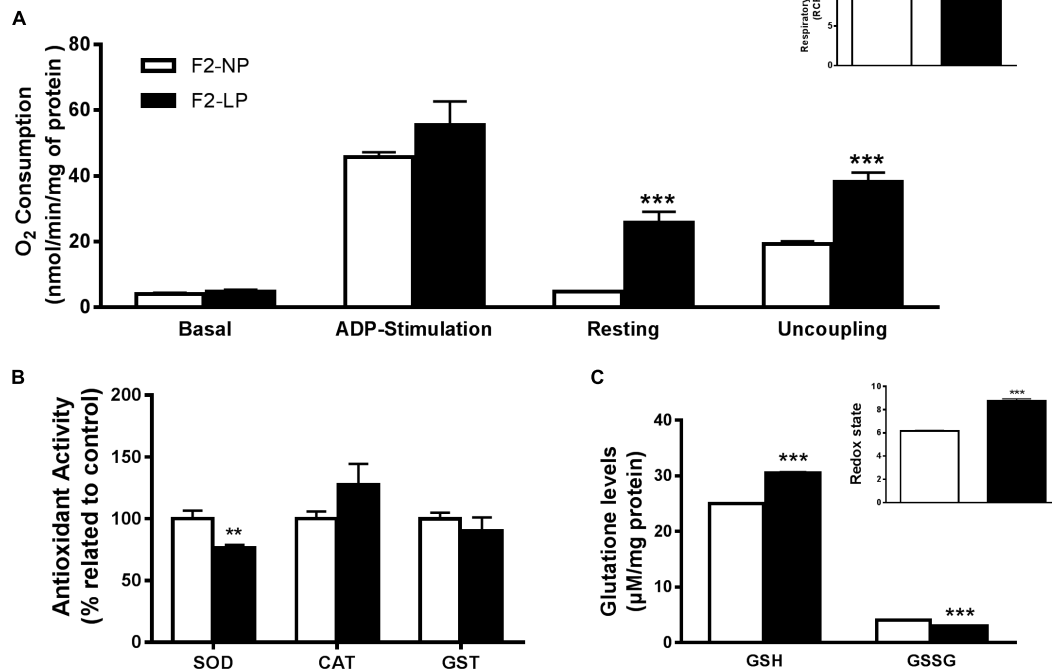 A
Respiratory
(RC
5
0
O2 Consumption
(nmol/min/mg of protein )
80
60
40
20
0
F2-NP
F2-LP
***
***
Basal
ADP-Stimulation
Resting
Uncoupling
B
Antioxidant Activity
(% related to control)
200
150
100
50
0
**
SOD
CAT
GST
C
Glutatione levels
(µM/mg protein)
40
30
20
10
0
***
***
GSH
GSSG
Redox state
10
8
6
4
2
0
***